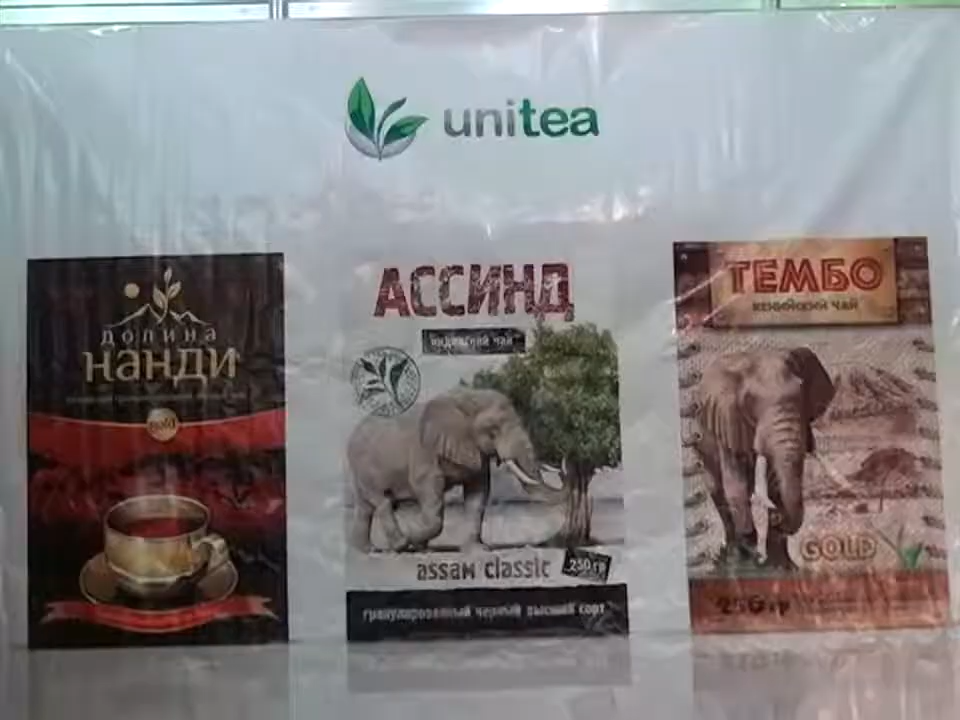 unitea
долина
нанди
gold
АССИНД
индийский чай
assam classic
250 гр
гранулированный черный высший сорт
ТЕМБО
кенийский чай
GOLD
250 гр